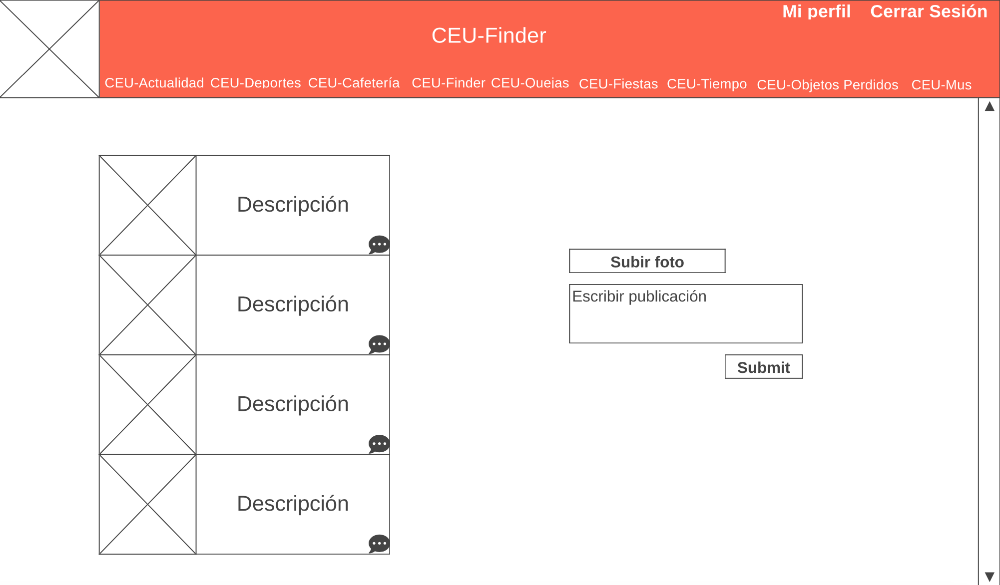 Mi perfil Cerrar Sesión
CEU-Finder
CEU-Actualidad CEU-Deportes CEU-Cafetería CEU-Finder CEU-Quejas CEU-Fiestas CEU-Tiempo CEU-Objetos Perdidos CEU-Mus
Descripción
Descripción
Descripción
Descripción
Subir foto
Escribir publicación
Submit